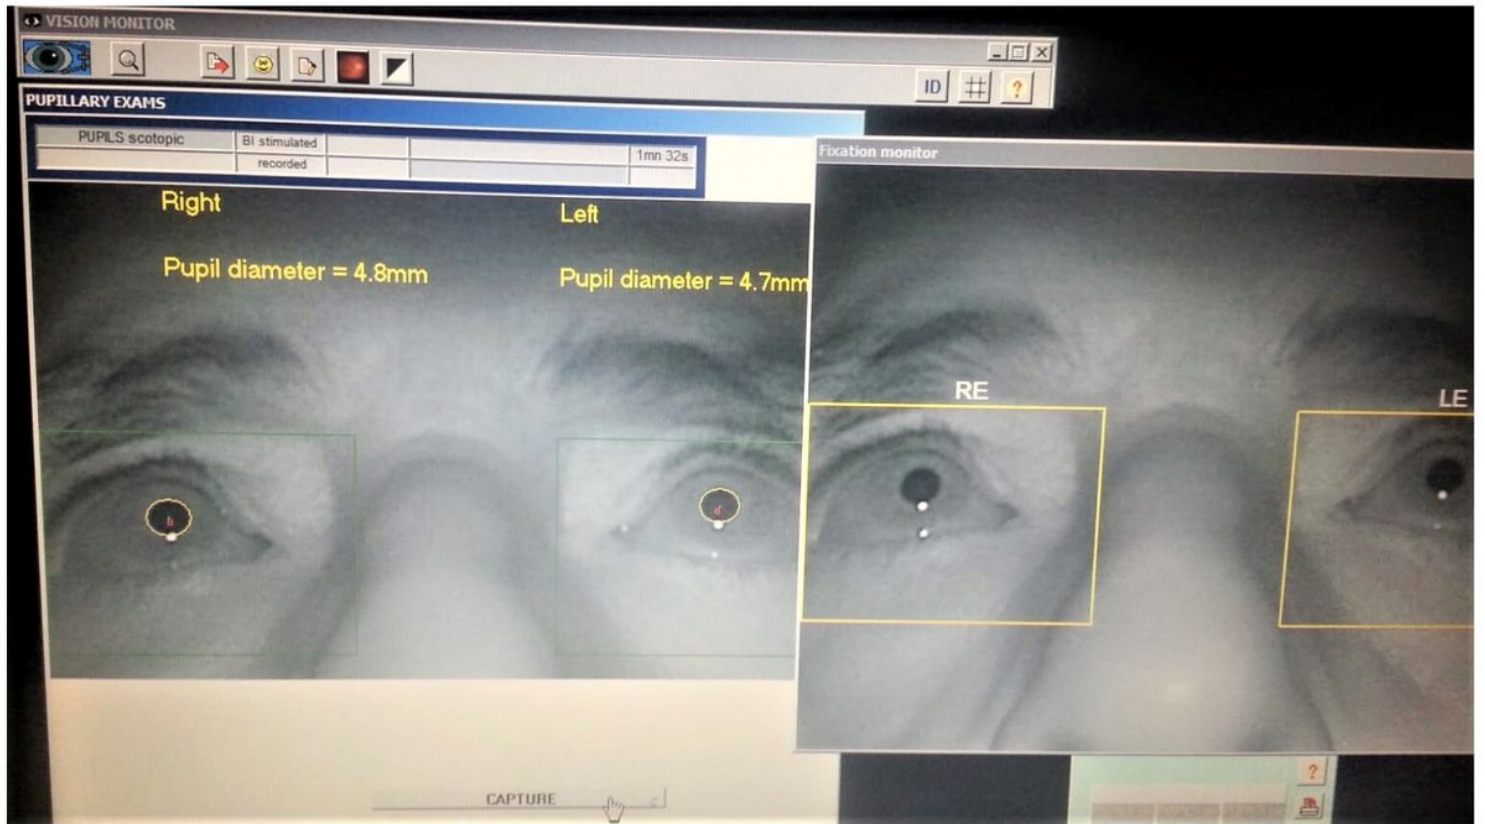 VISION MONITOR
ID
?
PUPILLARY EXAMS
PUPILS scotopic
BI stimulated
1mn 32s
recorded
Fixation monitor
Right
Left
Pupil diameter = 4.8mm
Pupil diameter = 4.7mm
RE
LE
CAPTURE
?